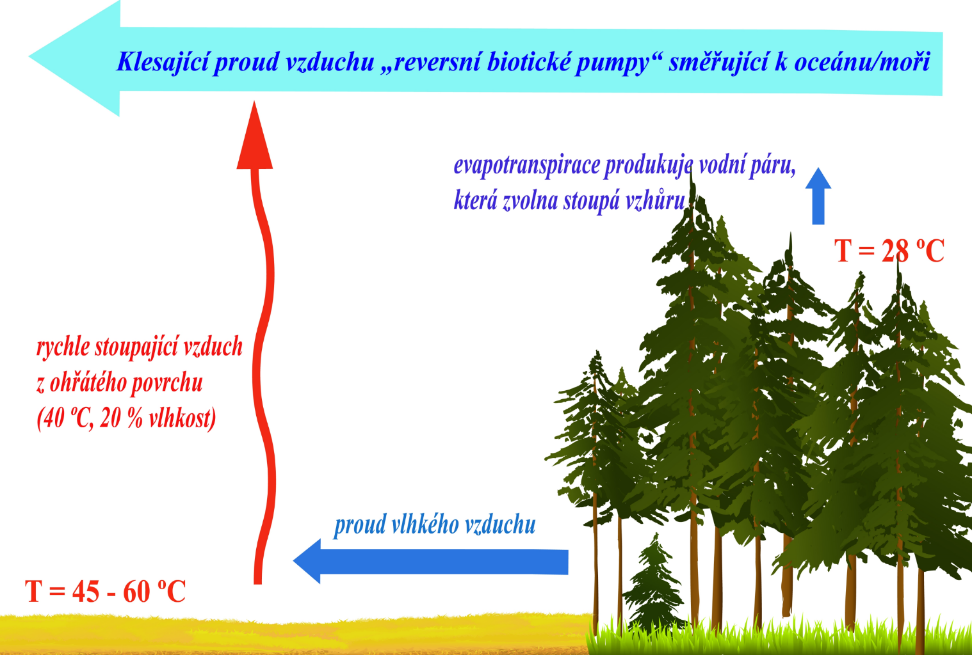 Klesající proud vzduchu „reversní biotické pumpy“ směřující k oceánu/moři
evapotranspirace produkuje vodní páru,
která zvolna stoupá vzhůru
T = 28 ºC
rychle stoupající vzduch
z ohřátého povrchu
(40 ºC, 20 % vlhkost)
proud vlhkého vzduchu
T = 45 - 60 ºC